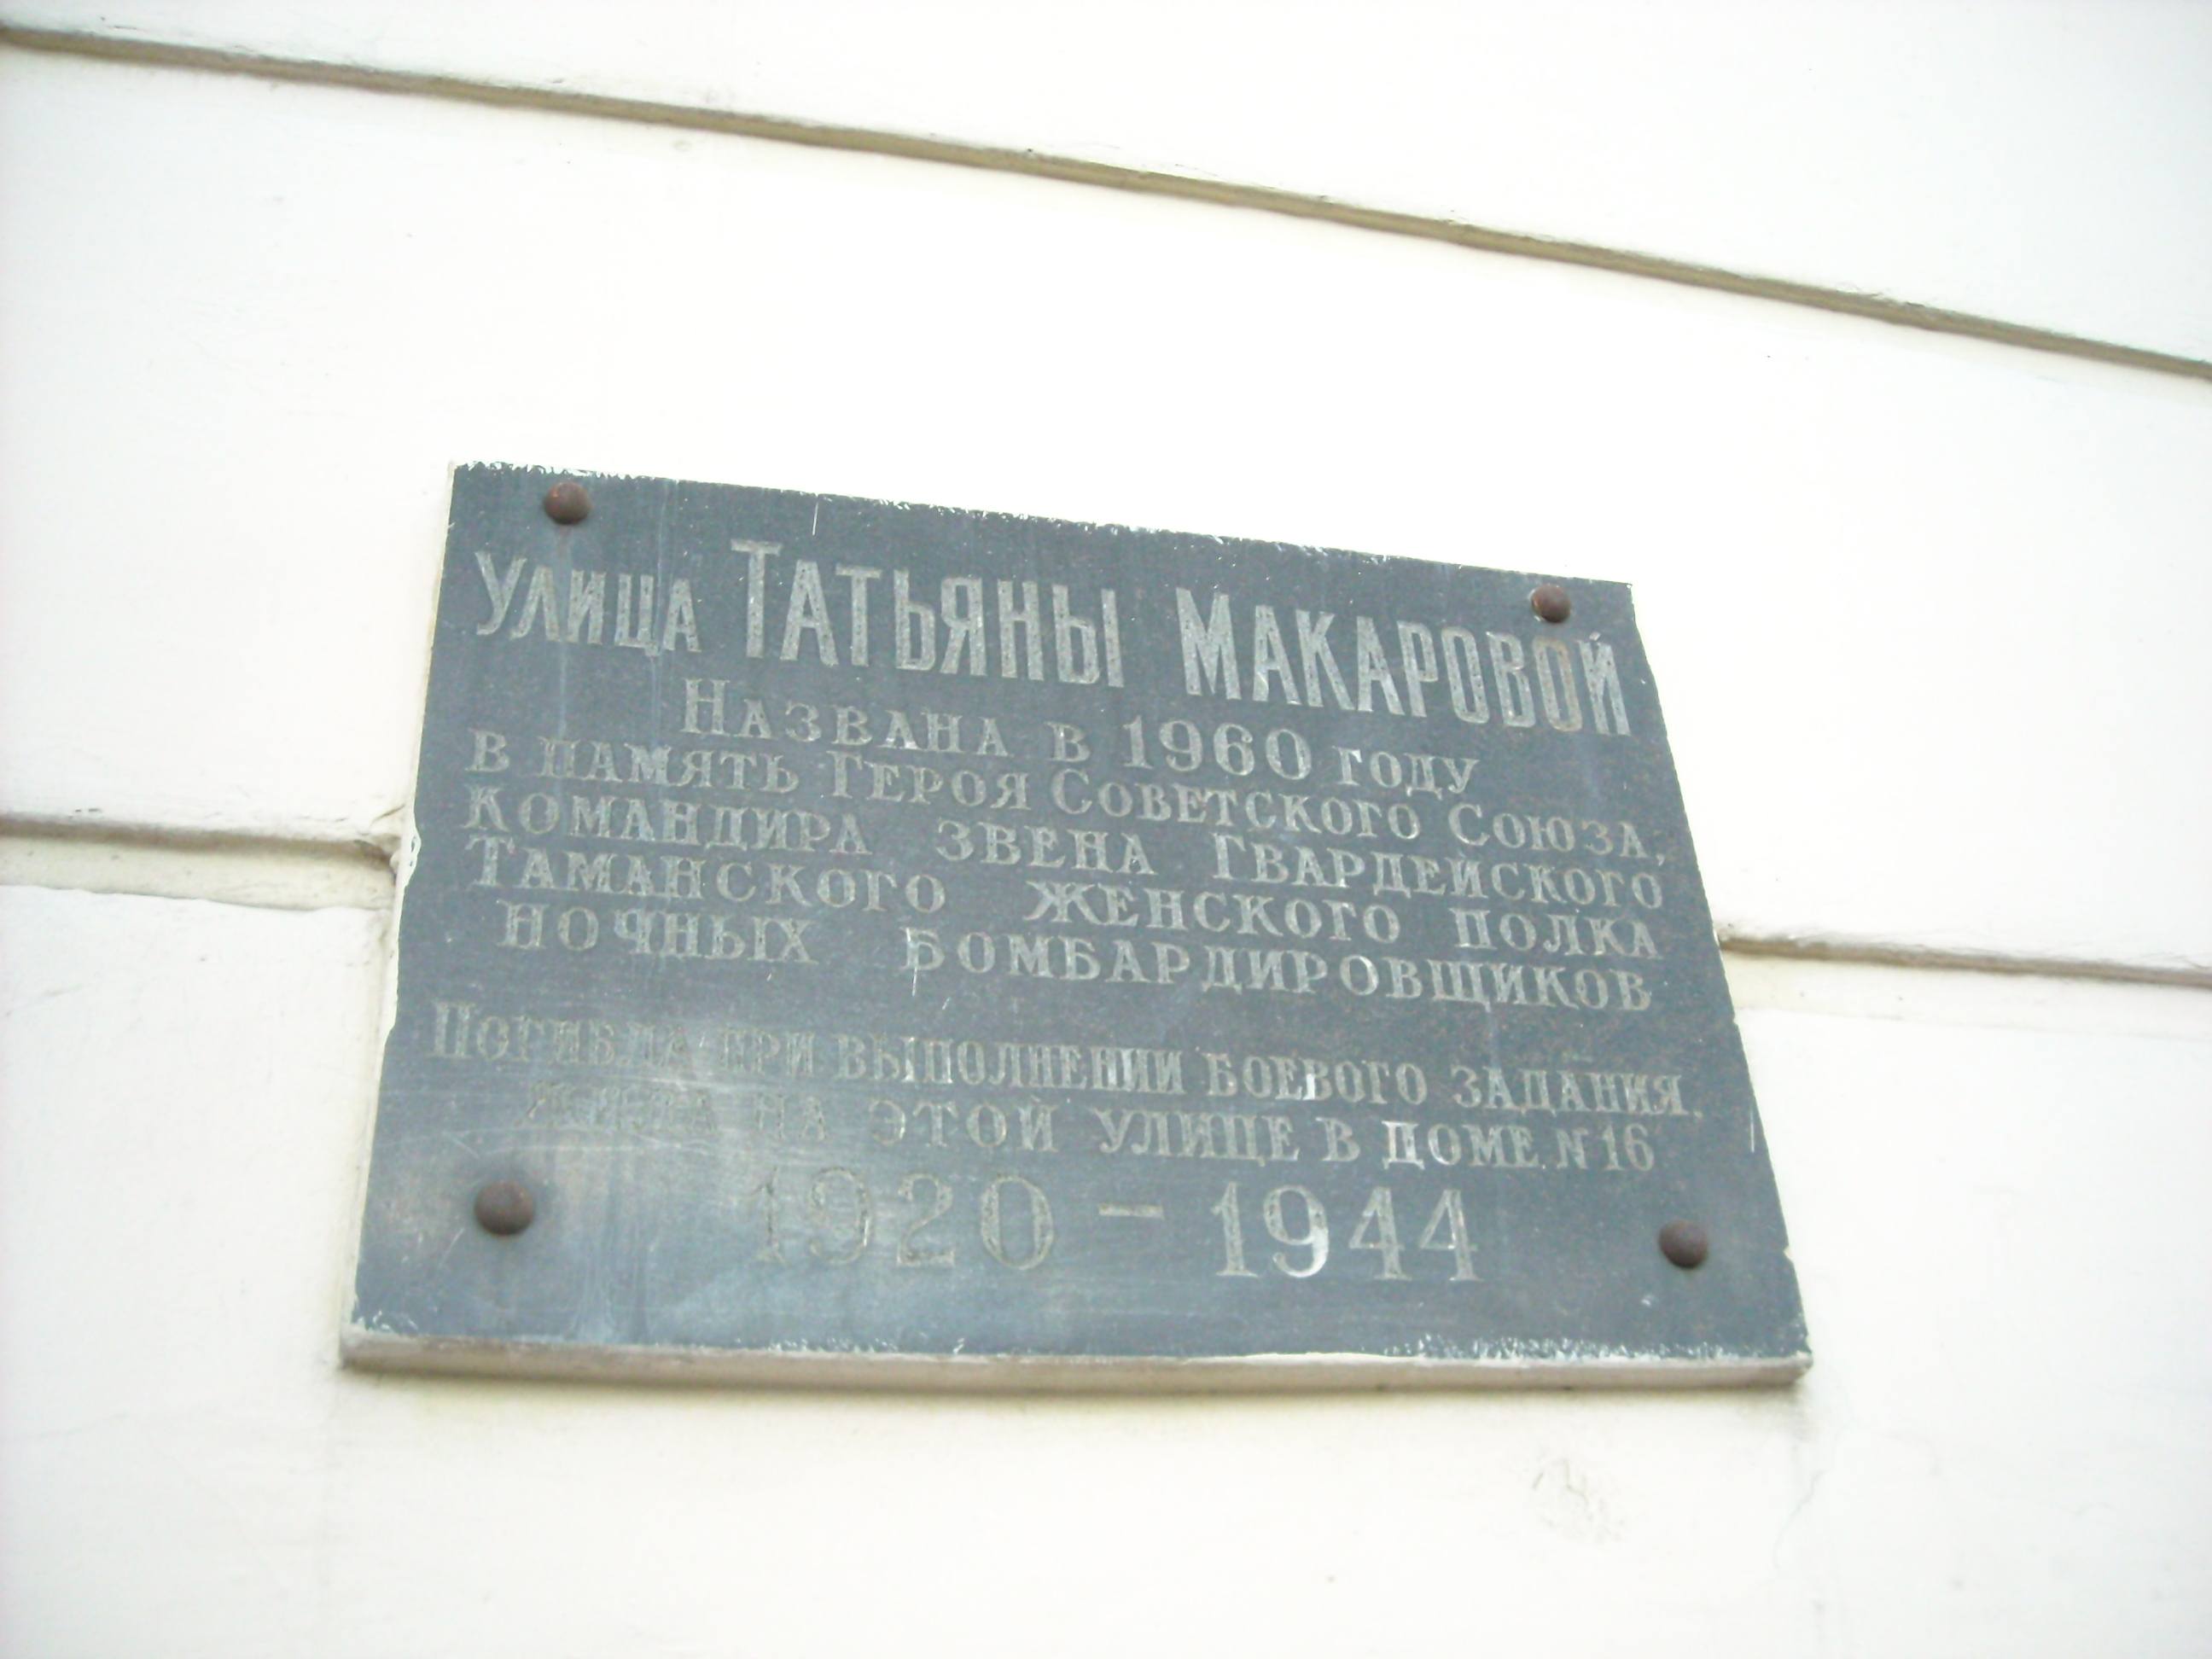 улица Татьяны Макаровой
Названа в 1960 году
в память Героя Советского Союза,
командира звена Гвардейского
Таманского женского полка
ночных бомбардировщиков
Погибла при выполнении боевого задания.
Жила на этой улице в доме N 16
1920 – 1944